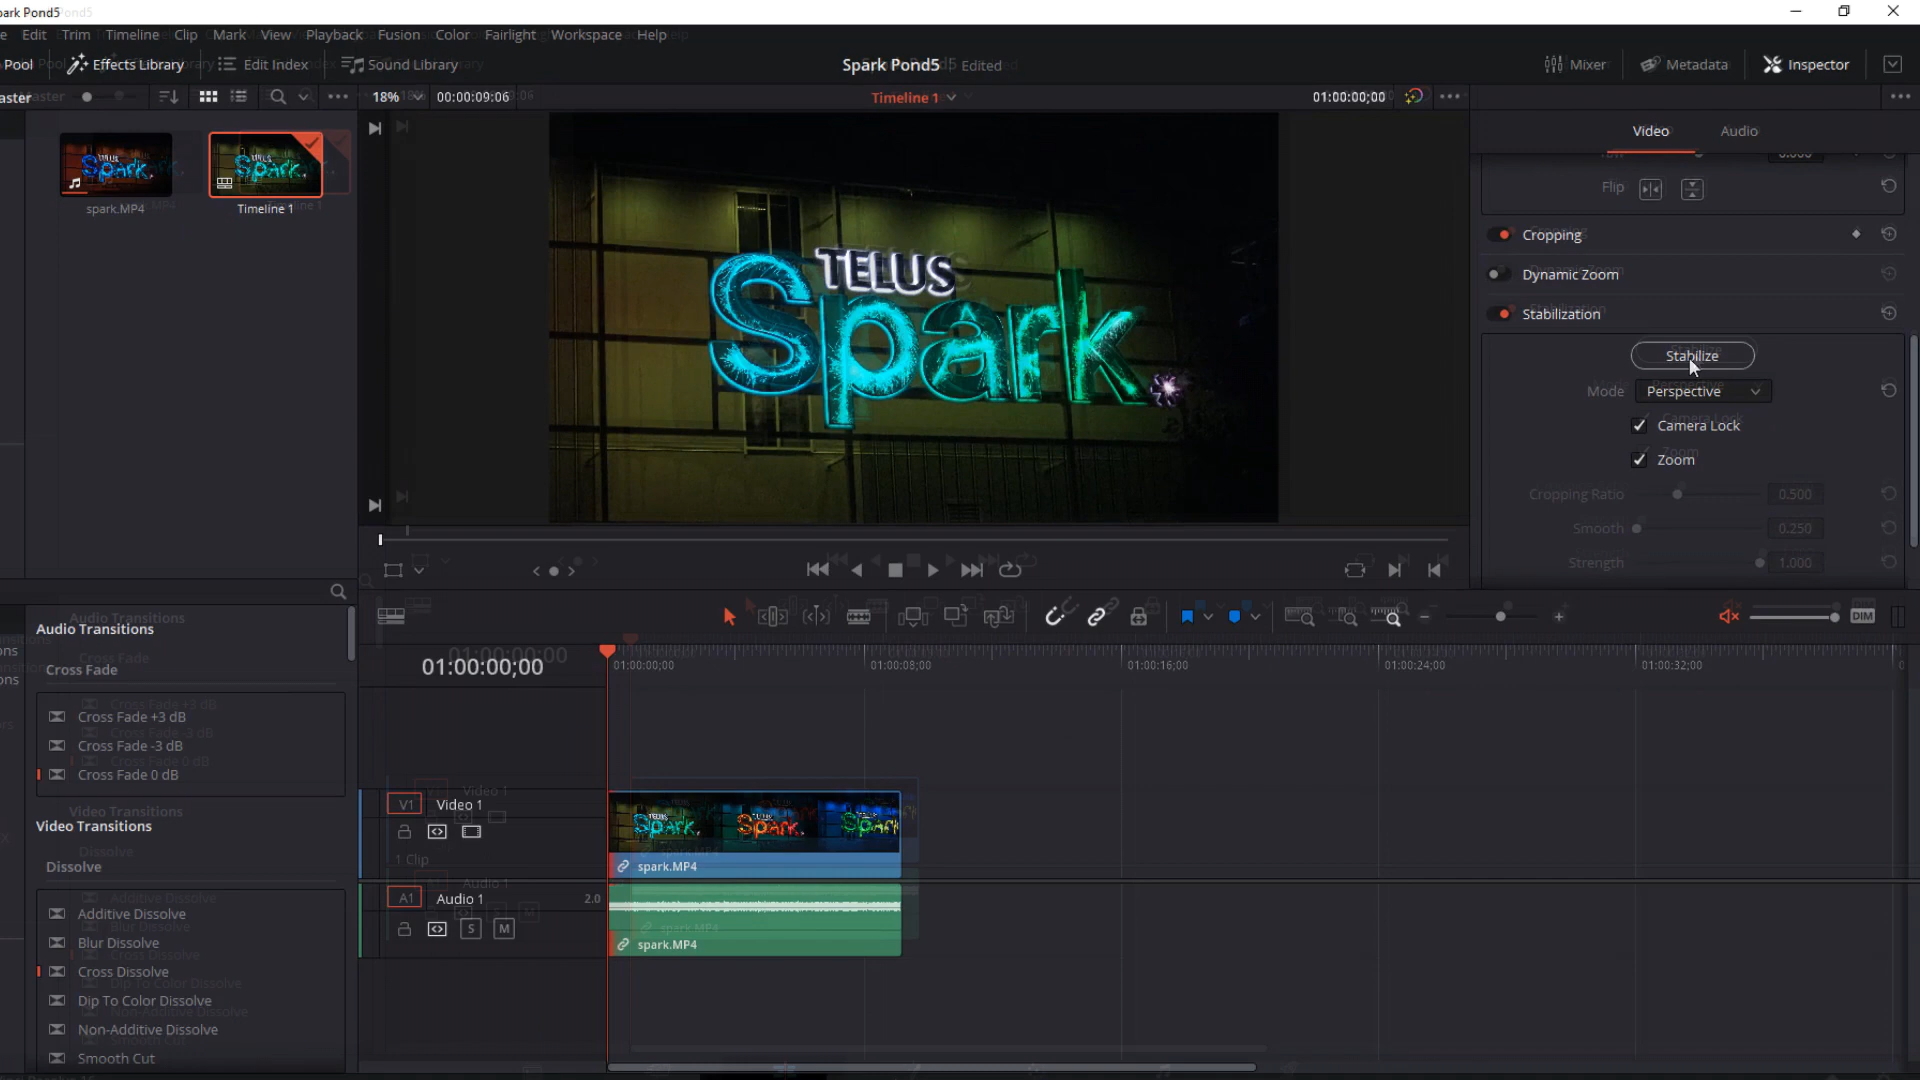 ark Pond5
e Edit Trim Timeline Clip Mark View Playback Fusion Color Fairlight Workspace Help
Pool Effects Library Edit Index Sound Library Spark Pond5 Edited Mixer Metadata Inspector
aster 18% 00:00:09:06 Timeline 1 01:00:00;00
Video Audio
Flip
Cropping
Dynamic Zoom
Stabilization
Stabilize
Mode Perspective
Camera Lock
Zoom
Cropping Ratio 0.500
Smooth 0.250
Strength 1.000
TELUS
Spark.
spark.MP4 Timeline 1
Audio Transitions
Cross Fade
Cross Fade +3 dB
Cross Fade -3 dB
Cross Fade 0 dB
Video Transitions
Dissolve
Additive Dissolve
Blur Dissolve
Cross Dissolve
Dip To Color Dissolve
Non-Additive Dissolve
Smooth Cut
DIM
01:00:00;00 01:00:00;00 01:00:08;00 01:00:16;00 01:00:24;00 01:00:32;00
V1 Video 1
1 Clip
spark.MP4
A1 Audio 1 2.0
S M
spark.MP4